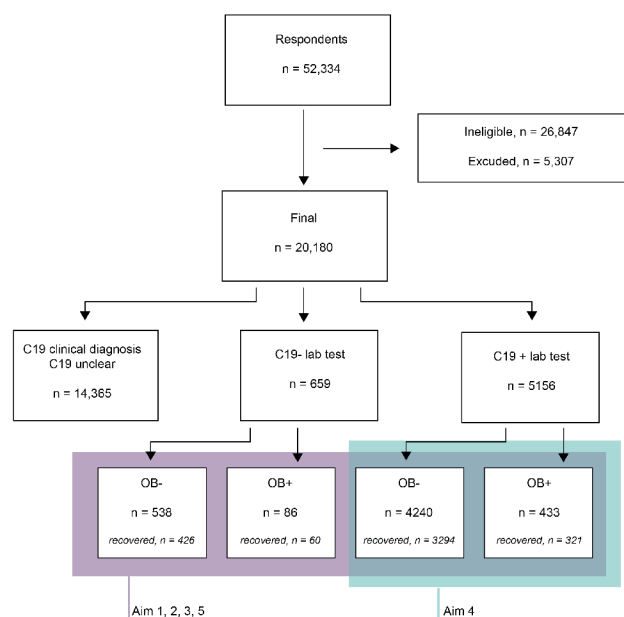 Respondents
n = 52,334
Ineligible, n = 26,847
Excuded, n = 5,307
Final
n = 20,180
C19 clinical diagnosis
C19 unclear
n = 14,365
C19- lab test
n = 659
C19 + lab test
n = 5156
OB-
n = 538
recovered, n = 426
OB+
n = 86
recovered, n = 60
OB-
n = 4240
recovered, n = 3294
OB+
n = 433
recovered, n = 321
Aim 1, 2, 3, 5
Aim 4